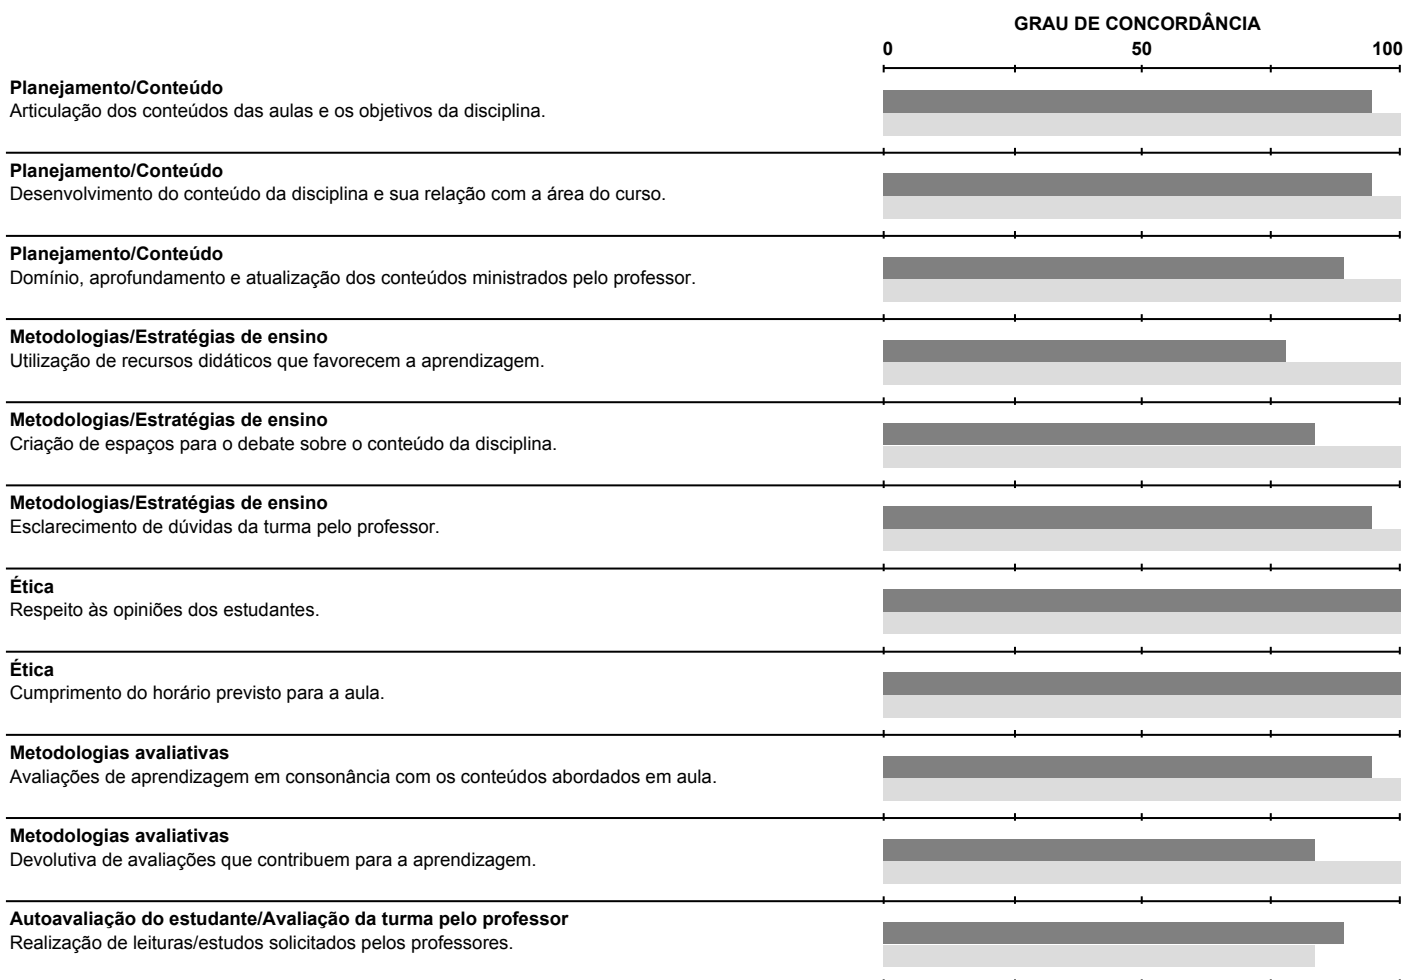 GRAU DE CONCORDÂNCIA
0 50 100
Planejamento/Conteúdo
Articulação dos conteúdos das aulas e os objetivos da disciplina.
Planejamento/Conteúdo
Desenvolvimento do conteúdo da disciplina e sua relação com a área do curso.
Planejamento/Conteúdo
Domínio, aprofundamento e atualização dos conteúdos ministrados pelo professor.
Metodologias/Estratégias de ensino
Utilização de recursos didáticos que favorecem a aprendizagem.
Metodologias/Estratégias de ensino
Criação de espaços para o debate sobre o conteúdo da disciplina.
Metodologias/Estratégias de ensino
Esclarecimento de dúvidas da turma pelo professor.
Ética
Respeito às opiniões dos estudantes.
Ética
Cumprimento do horário previsto para a aula.
Metodologias avaliativas
Avaliações de aprendizagem em consonância com os conteúdos abordados em aula.
Metodologias avaliativas
Devolutiva de avaliações que contribuem para a aprendizagem.
Autoavaliação do estudante/Avaliação da turma pelo professor
Realização de leituras/estudos solicitados pelos professores.